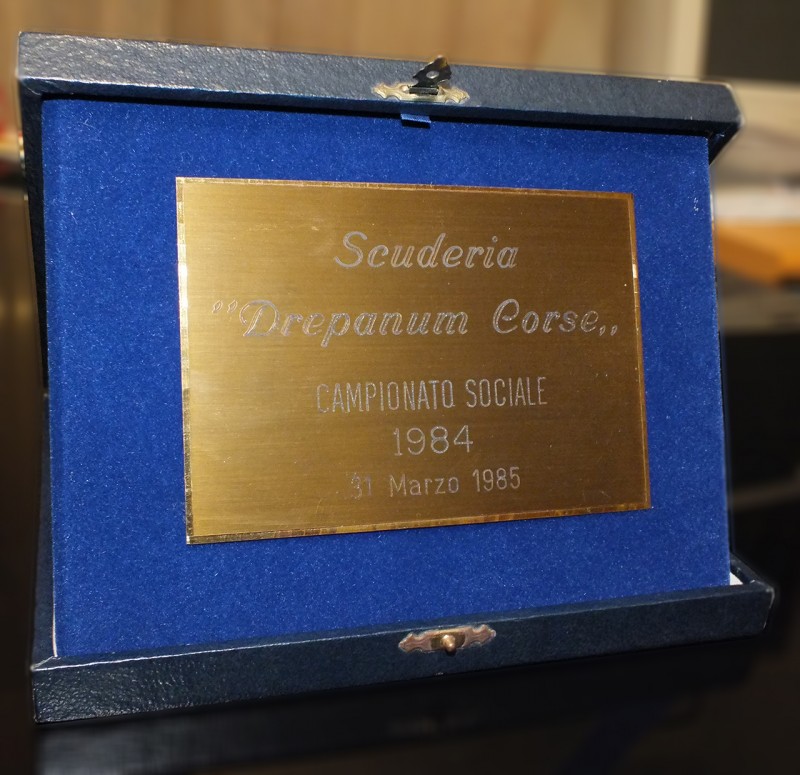 Scuderia
"Drepanum Corse„
CAMPIONATO SOCIALE
1984
31 Marzo 1985